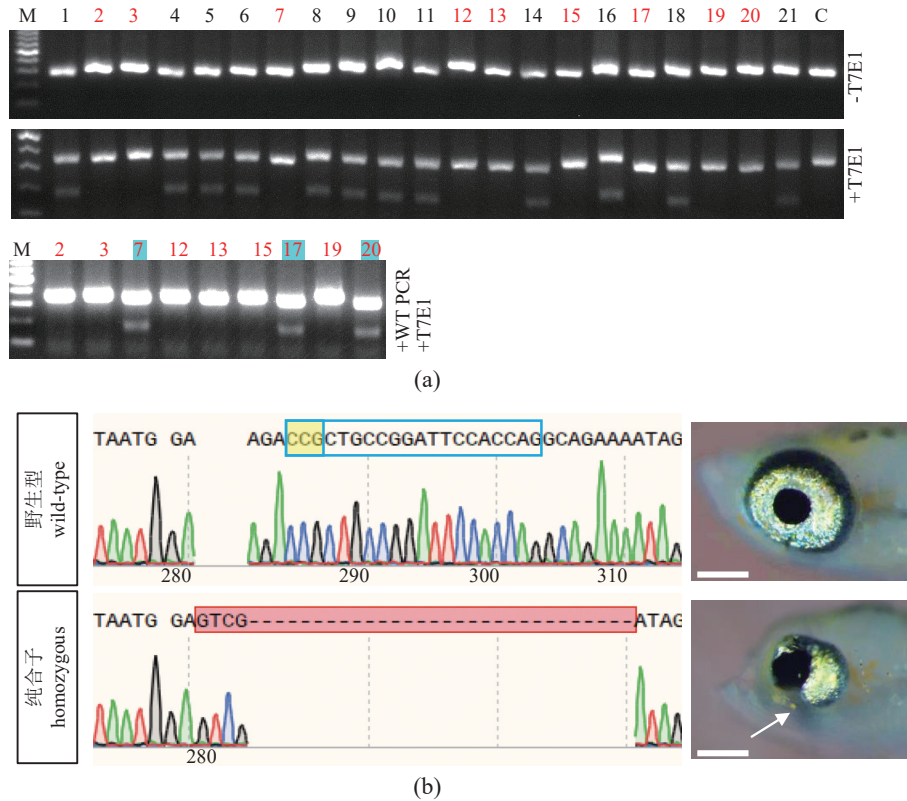 M 1 2 3 4 5 6 7 8 9 10 11 12 13 14 15 16 17 18 19 20 21 C
-T7E1
+T7E1
M 2 3 7 12 13 15 17 19 20
+WT PCR
+T7E1
(a)
野生型
wild-type
TAATG GA AGACCGCTGCCGGATTCCACCAGGCAGAAAATAG
280 290 300 310
纯合子
homozygous
TAATG GAGTCG------------------------------ATAG
280
(b)